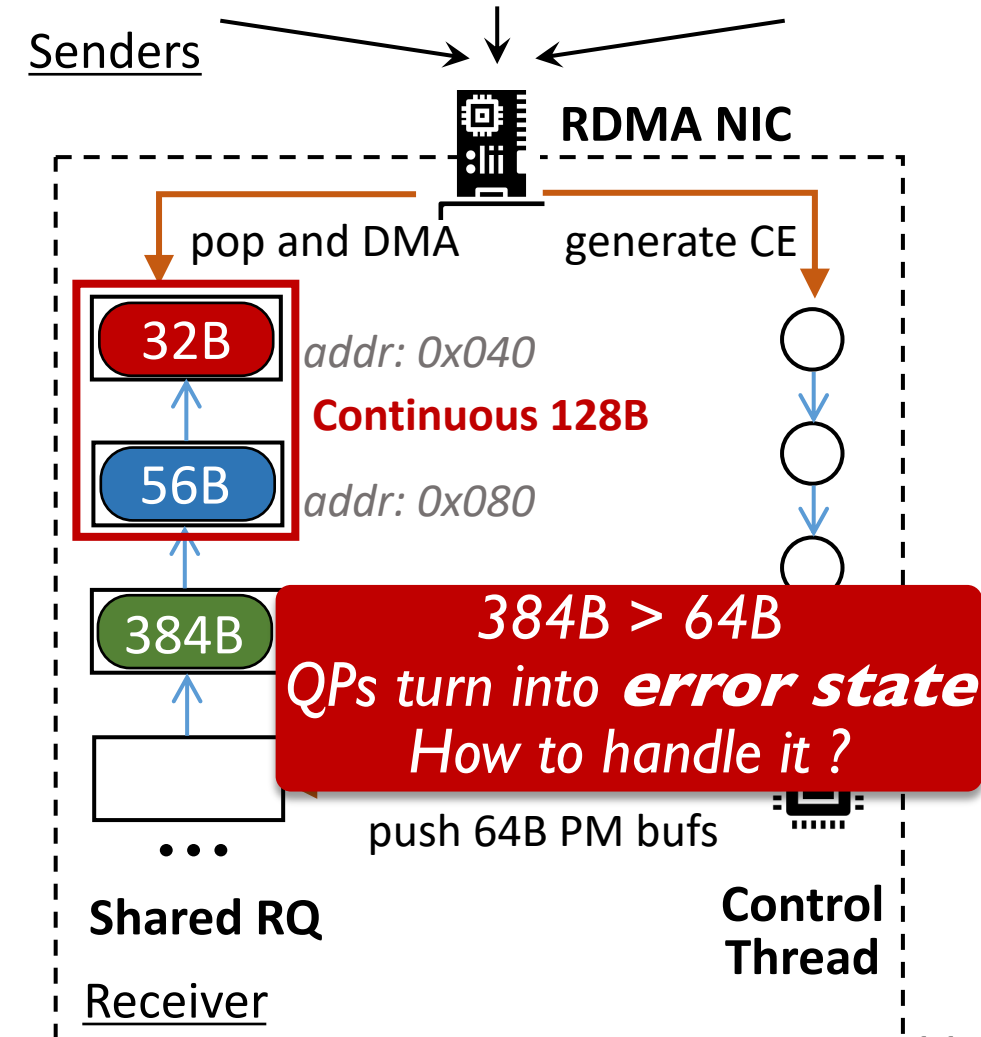 Senders
RDMA NIC
pop and DMA
generate CE
32B
addr: 0x040
Continuous 128B
56B
addr: 0x080
384B
384B > 64B
QPs turn into error state
How to handle it ?
push 64B PM bufs
•••
Shared RQ
Control
Thread
Receiver